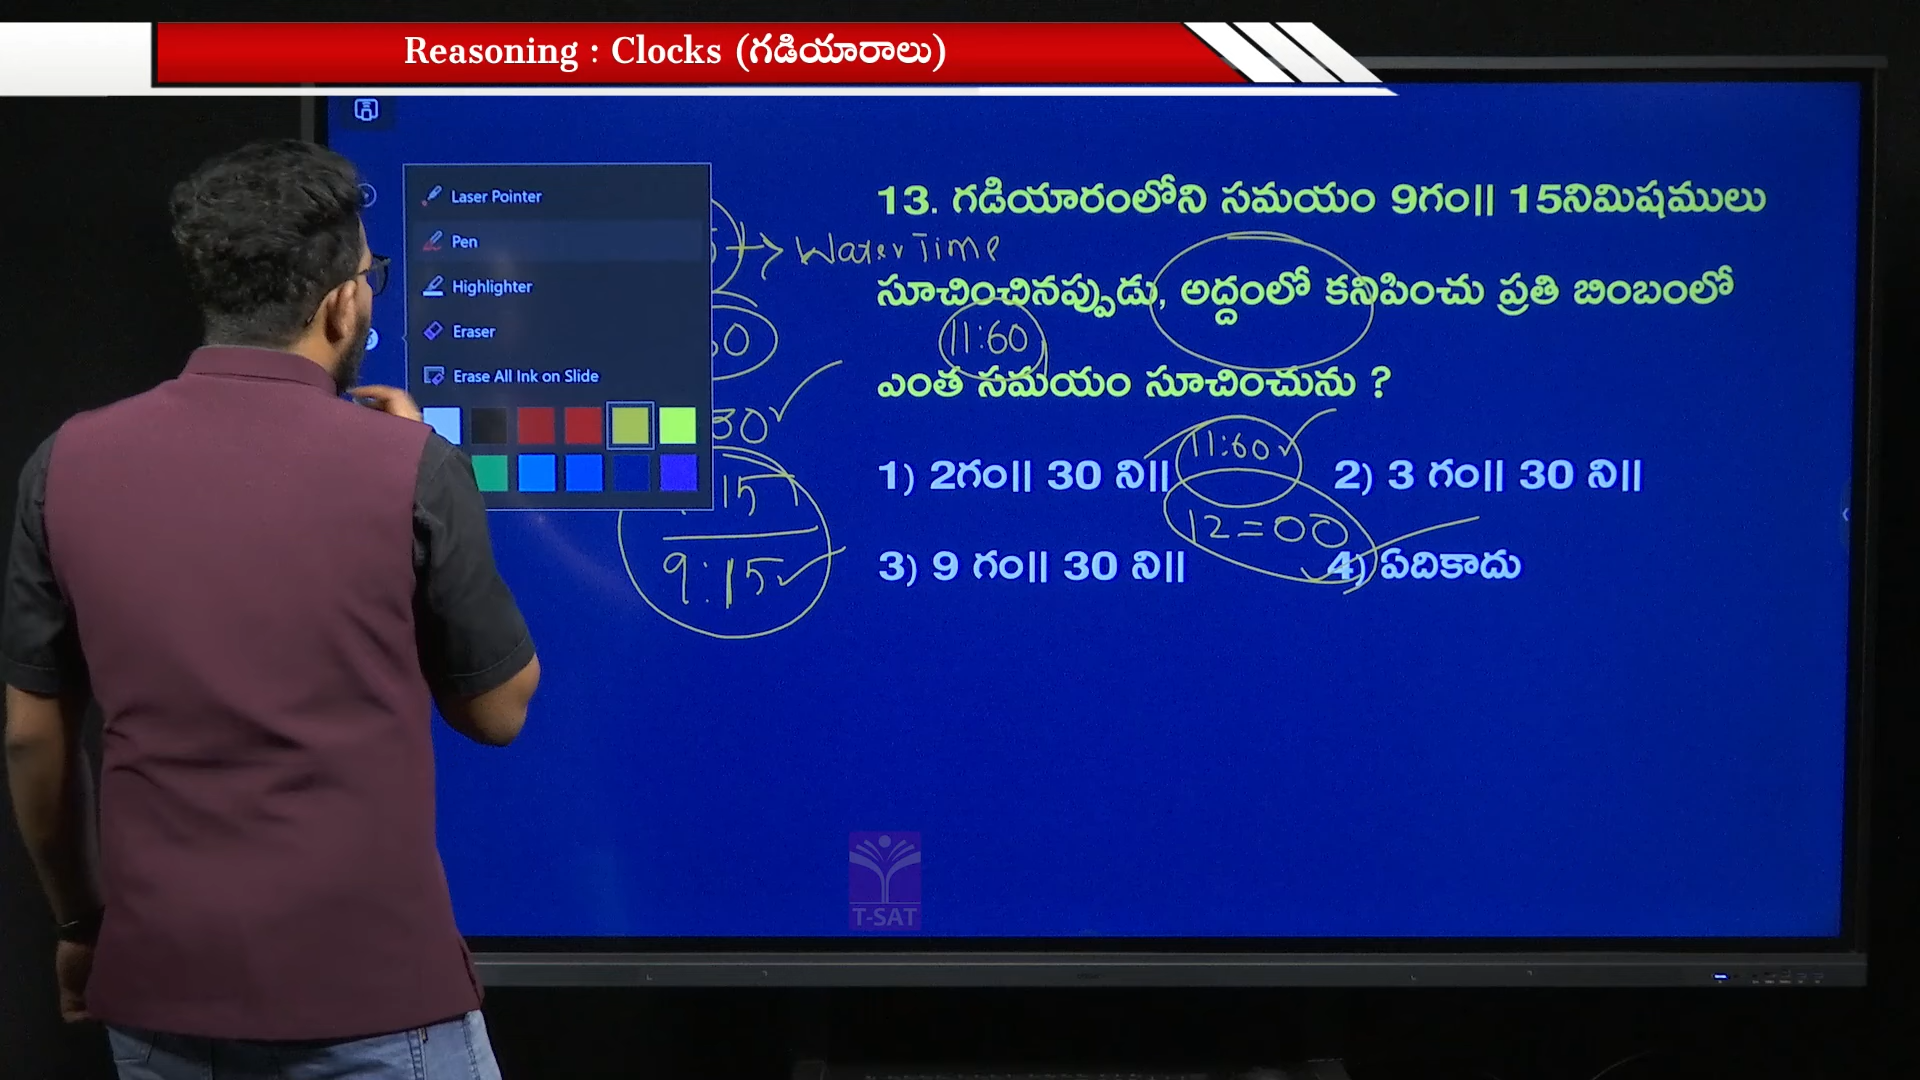 Reasoning : Clocks (గడియారాలు)
Laser Pointer
Pen
Highlighter
Eraser
Erase All Ink on Slide
13. గడియారంలోని సమయం 9గం|| 15నిమిషములు
→ Water Time
సూచించినప్పుడు, అద్దంలో కనిపించు ప్రతి బింబంలో
11:60
ఎంత సమయం సూచించును ?
11:60
1) 2గం|| 30 ని||
2) 3 గం|| 30 ని||
12=00
3) 9 గం|| 30 ని||
4) ఏదికాదు
9:15
T-SAT